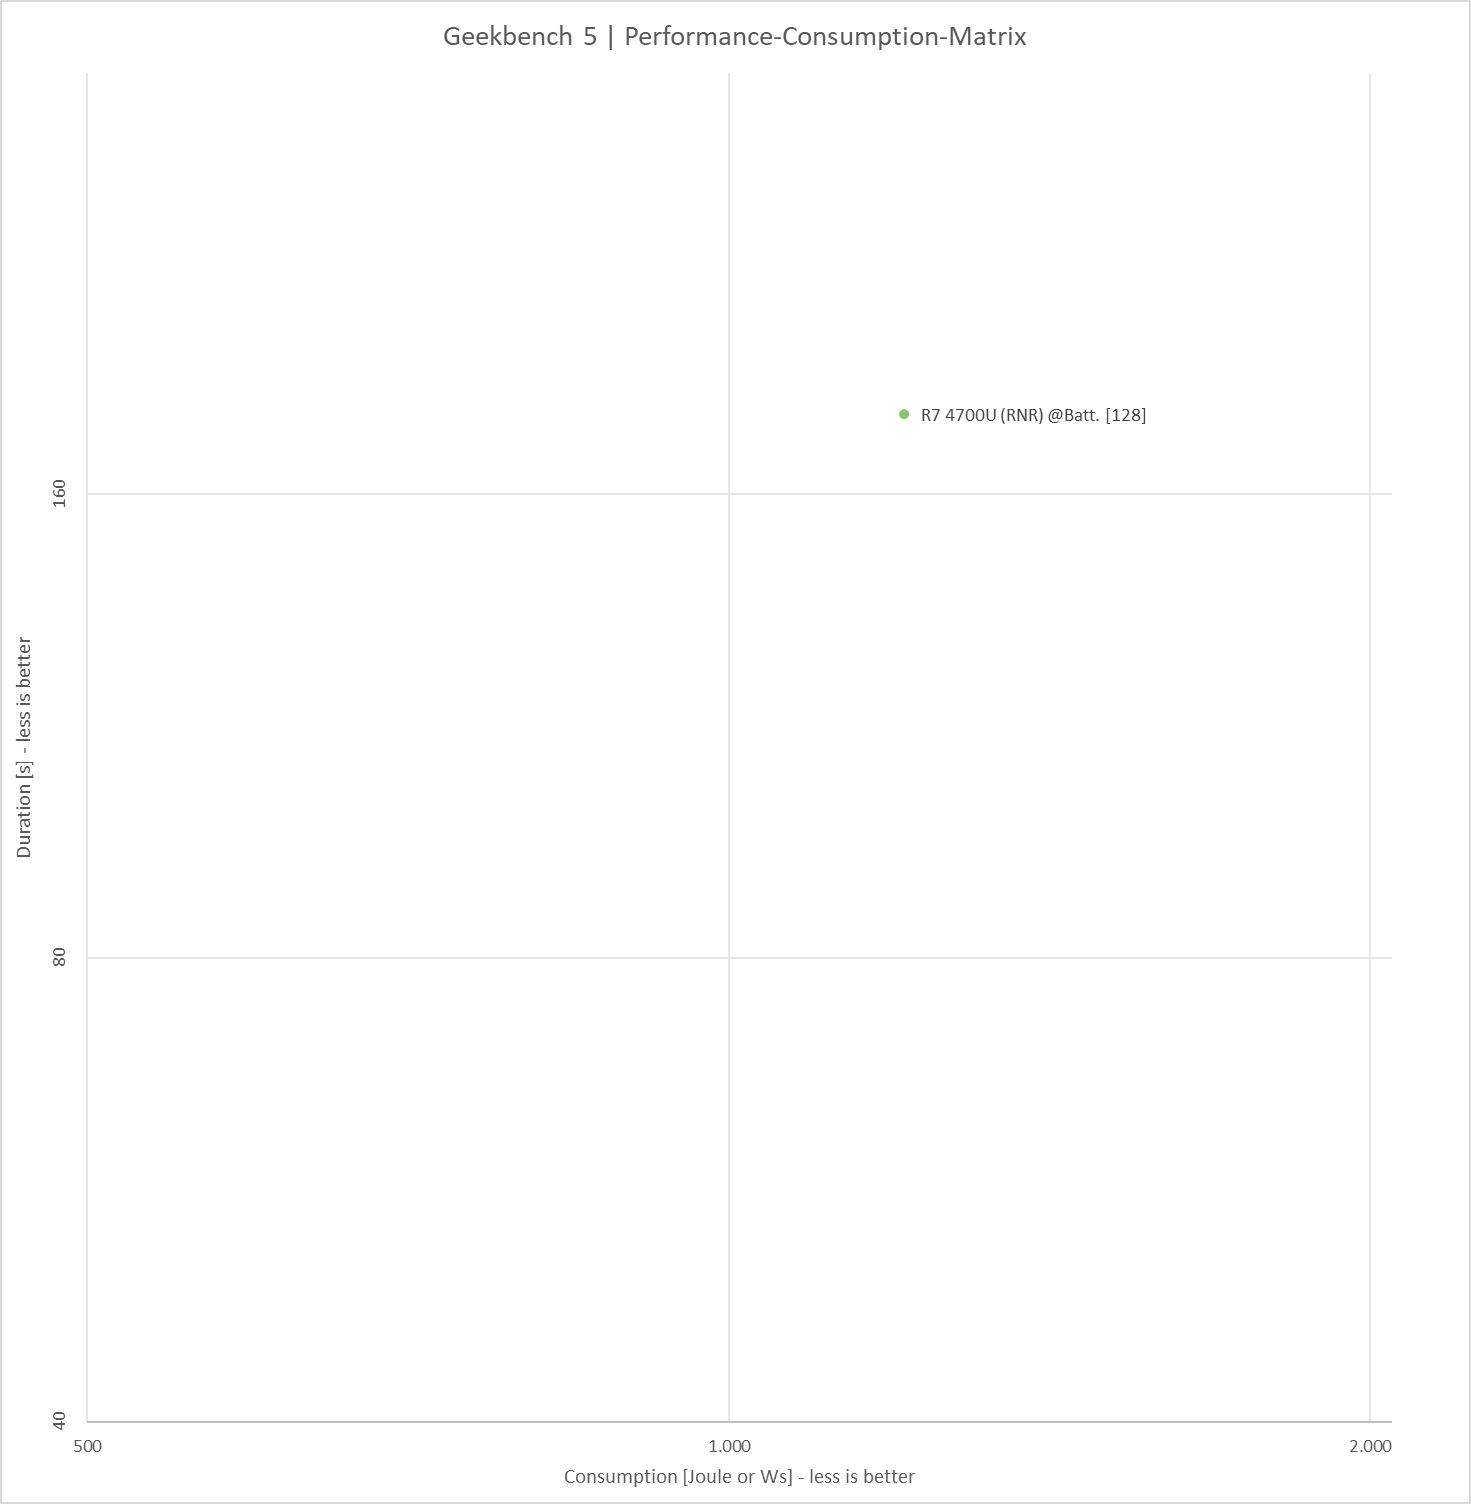 Geekbench 5 | Performance-Consumption-Matrix
R7 4700U (RNR) @Batt. [128]
160
Duration [s] - less is better
80
40
500
1.000
2.000
Consumption [Joule or Ws] - less is better